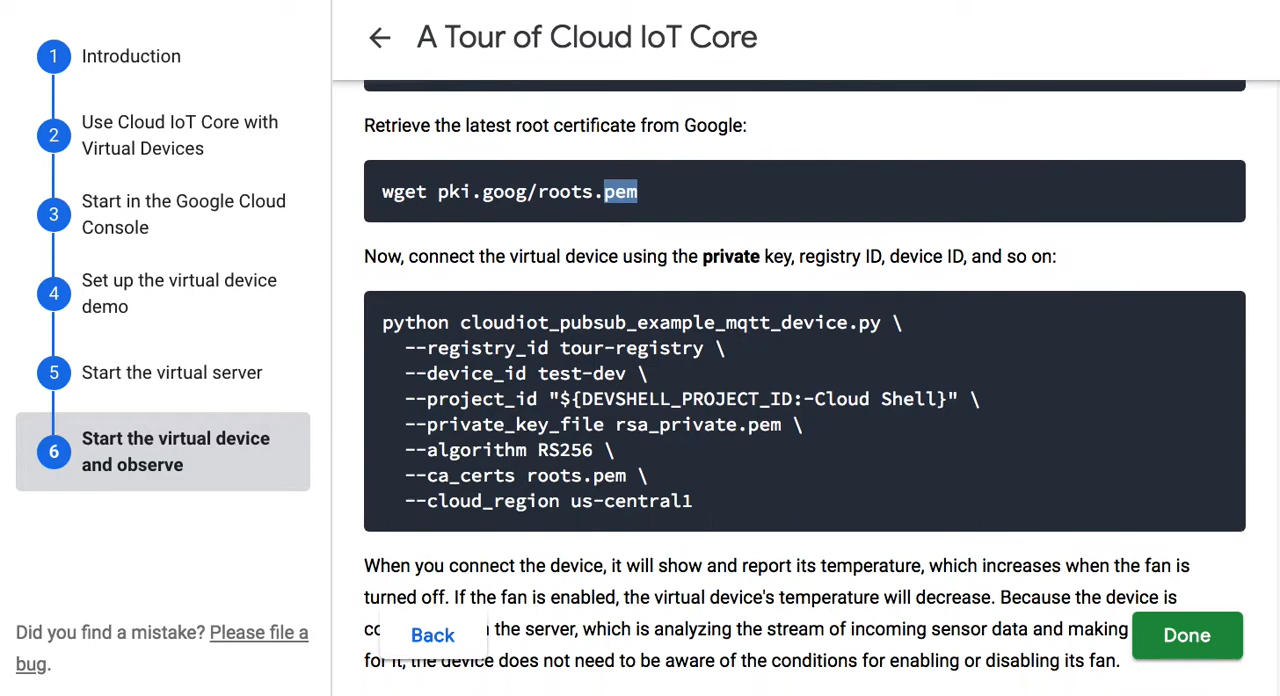 1 Introduction
2 Use Cloud IoT Core with
Virtual Devices
3 Start in the Google Cloud
Console
4 Set up the virtual device
demo
5 Start the virtual server
6 Start the virtual device
and observe
Did you find a mistake? Please file a
bug.
← A Tour of Cloud IoT Core
Retrieve the latest root certificate from Google:
wget pki.goog/roots.pem
Now, connect the virtual device using the private key, registry ID, device ID, and so on:
python cloudiot_pubsub_example_mqtt_device.py \
--registry_id tour-registry \
--device_id test-dev \
--project_id "${DEVSHELL_PROJECT_ID:-Cloud Shell}" \
--private_key_file rsa_private.pem \
--algorithm RS256 \
--ca_certs roots.pem \
--cloud_region us-central1
When you connect the device, it will show and report its temperature, which increases when the fan is
turned off. If the fan is enabled, the virtual device's temperature will decrease. Because the device is
the server, which is analyzing the stream of incoming sensor data and making
for it, the device does not need to be aware of the conditions for enabling or disabling its fan.
Back
Done